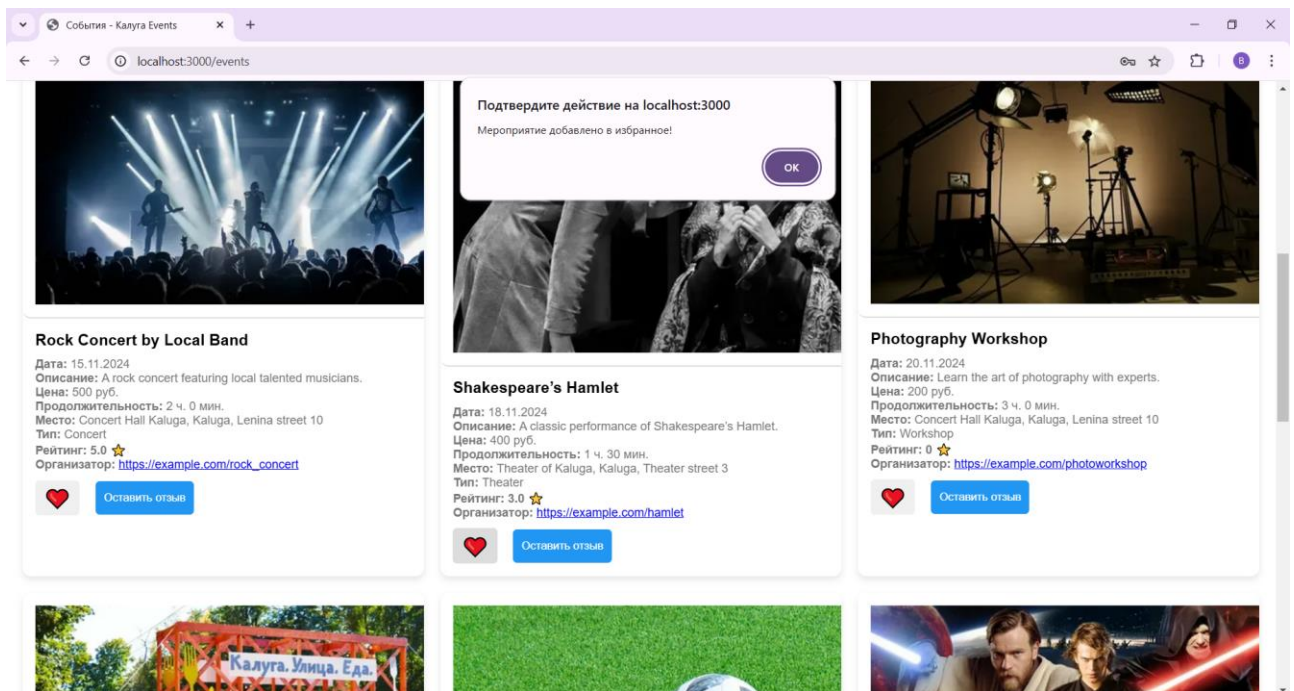 События - Калуга Events
localhost:3000/events
B
Подтвердите действие на localhost:3000
Мероприятие добавлено в избранное!
ОК
Rock Concert by Local Band
Дата: 15.11.2024
Описание: A rock concert featuring local talented musicians.
Цена: 500 руб.
Продолжительность: 2 ч. 0 мин.
Место: Concert Hall Kaluga, Kaluga, Lenina street 10
Тип: Concert
Рейтинг: 5.0
Организатор: https://example.com/rock_concert
Оставить отзыв
Shakespeare’s Hamlet
Дата: 18.11.2024
Описание: A classic performance of Shakespeare’s Hamlet.
Цена: 400 руб.
Продолжительность: 1 ч. 30 мин.
Место: Theater of Kaluga, Kaluga, Theater street 3
Тип: Theater
Рейтинг: 3.0
Организатор: https://example.com/hamlet
Оставить отзыв
Photography Workshop
Дата: 20.11.2024
Описание: Learn the art of photography with experts.
Цена: 200 руб.
Продолжительность: 3 ч. 0 мин.
Место: Concert Hall Kaluga, Kaluga, Lenina street 10
Тип: Workshop
Рейтинг: 0
Организатор: https://example.com/photoworkshop
Оставить отзыв
Калуга. Улица. Еда.